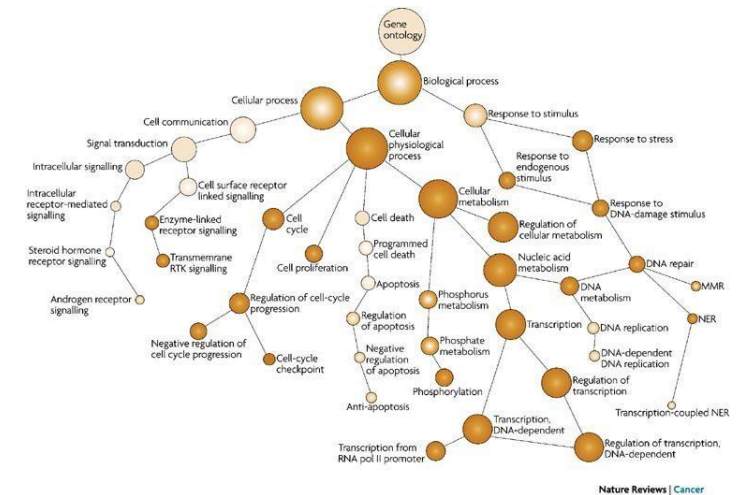 Gene
ontology
Biological process
Cellular process
Response to stimulus
Cell communication
Response to stress
Signal transduction
Cellular
physiological
process
Response to
endogenous
stimulus
Intracellular signalling
Cell surface receptor
linked signalling
Cellular
metabolism
Intracellular
receptor-mediated
signalling
Response to
DNA-damage stimulus
Enzyme-linked
receptor signalling
Cell
cycle
Cell death
Regulation of
cellular metabolism
Steroid hormone
receptor signalling
Transmemrane
RTK signalling
Cell proliferation
Programmed
cell death
Nucleic acid
metabolism
DNA repair
Androgen receptor
signalling
Regulation of cell-cycle
progression
Apoptosis
Phosphorus
metabolism
DNA
metabolism
MMR
Regulation
of apoptosis
Transcription
DNA replication
NER
Negative regulation of
cell cycle progression
Cell-cycle
checkpoint
Negative
regulation
of apoptosis
Phosphate
metabolism
DNA-dependent
DNA replication
Phosphorylation
Regulation of
transcription
Anti-apoptosis
Transcription-coupled NER
Transcription,
DNA-dependent
Transcription from
RNA pol II promoter
Regulation of transcription,
DNA-dependent
Nature Reviews | Cancer